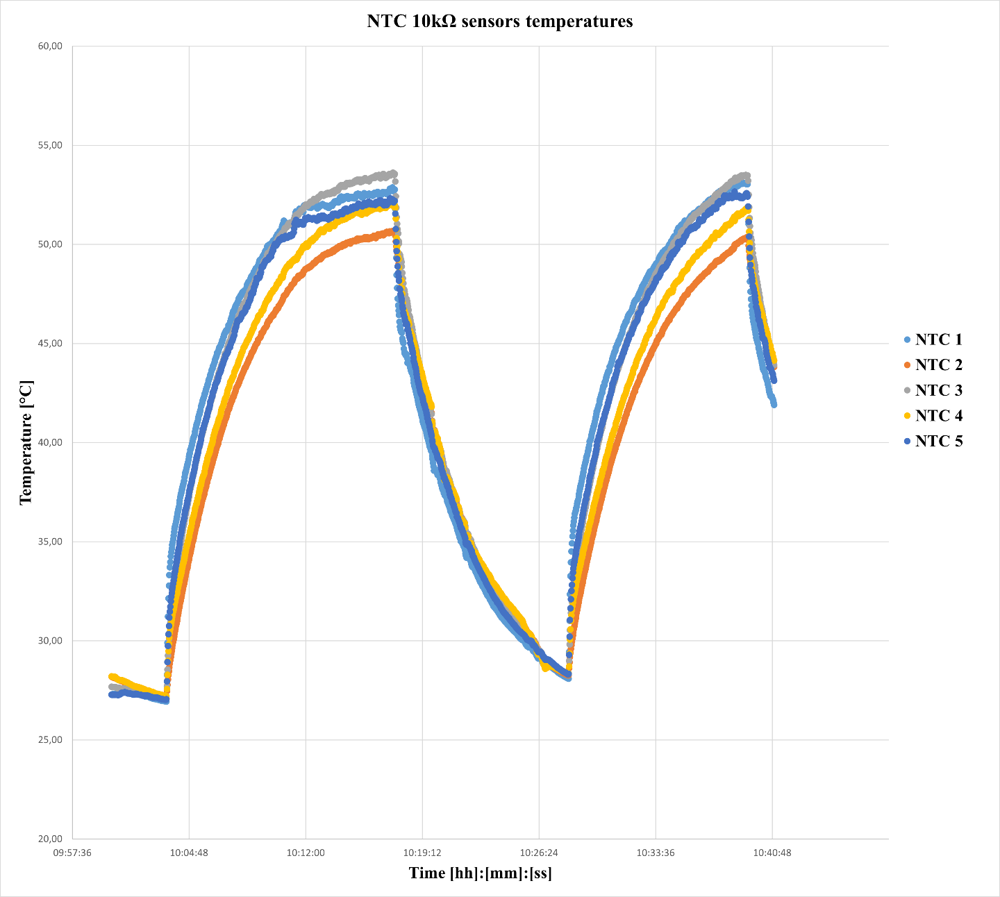 NTC 10kΩ sensors temperatures
60,00
55,00
50,00
45,00
40,00
35,00
30,00
25,00
20,00
Temperature [°C]
09:57:36
10:04:48
10:12:00
10:19:12
10:26:24
10:33:36
10:40:48
Time [hh]:[mm]:[ss]
NTC 1
NTC 2
NTC 3
NTC 4
NTC 5